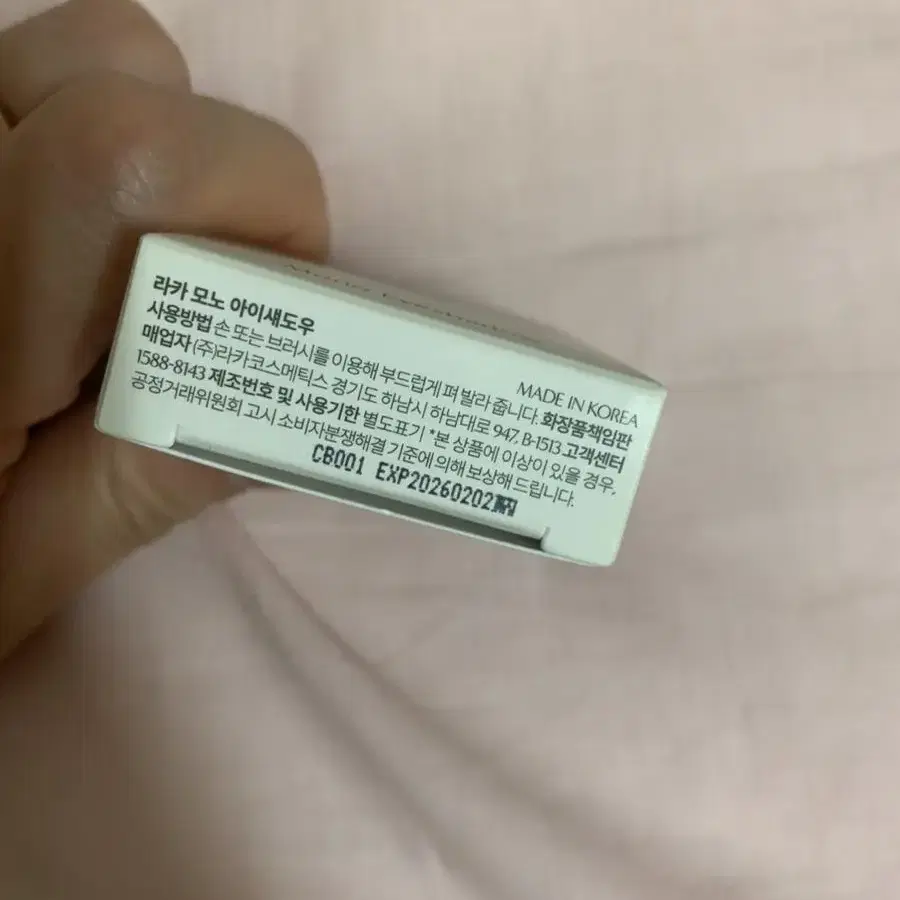 Mono Eyeshadow
라카 모노 아이섀도우
MADE IN KOREA
사용방법 손 또는 브러시를 이용해 부드럽게 펴 발라 줍니다. 화장품책임판
매업자 (주)라카코스메틱스 경기도 하남시 하남대로 947, B-1513 고객센터
1588-8143 제조번호 및 사용기한 별도표기 *본 상품에 이상이 있을 경우,
공정거래위원회 고시 소비자분쟁해결 기준에 의해 보상해 드립니다.
CB001 EXP20260202